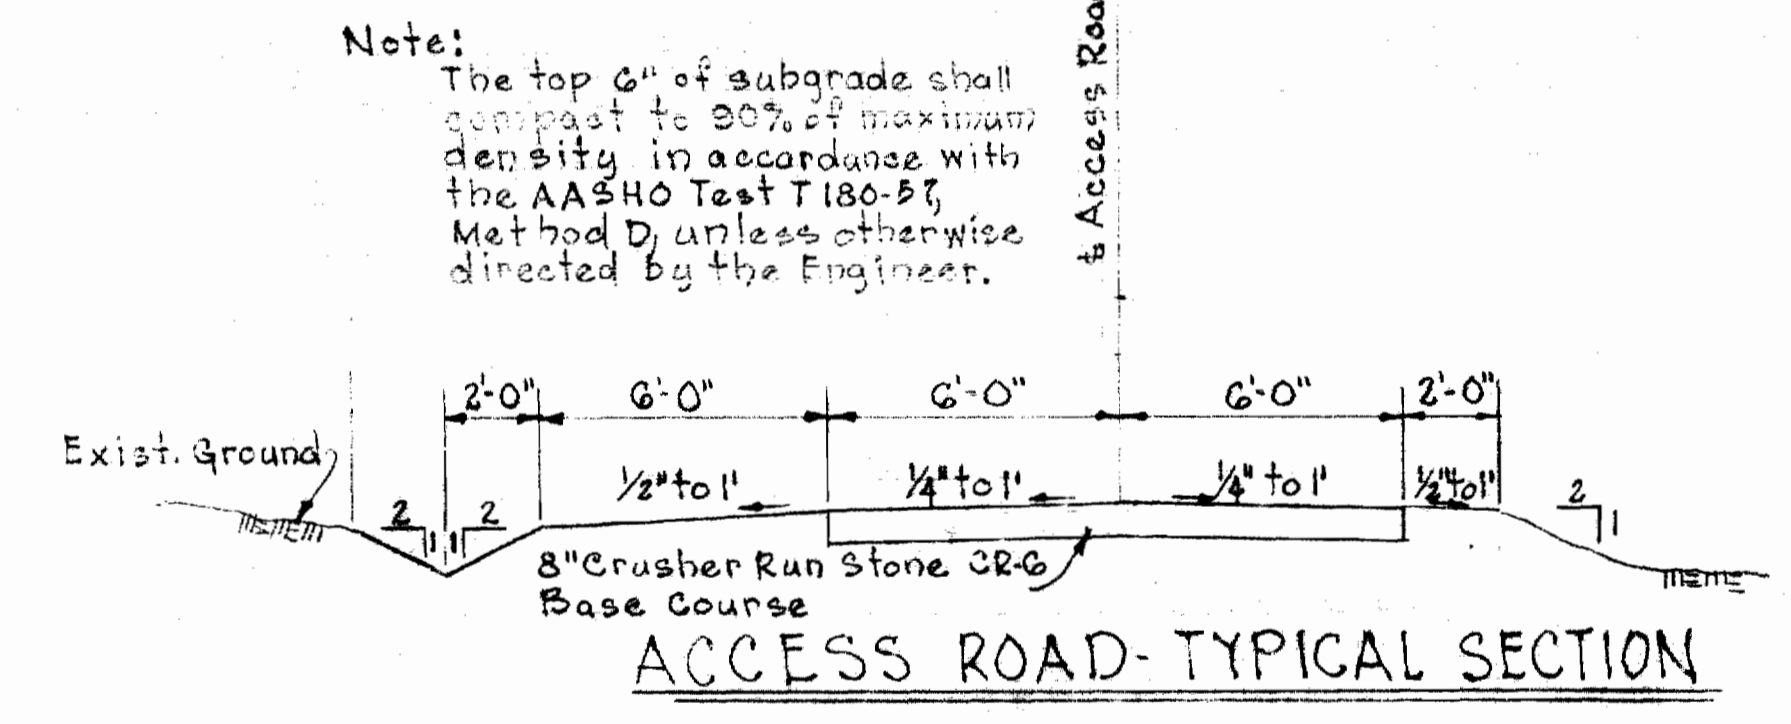 Note:
The top 6" of subgrade shall
compact to 90% of maximum
density in accordance with
the AASHO Test T 180-57,
Method D, unless otherwise
directed by the Engineer.
℄ Access Roa
2'-0" 6'-0" 6'-0" 6'-0" 2'-0"
Exist. Ground
1/2" to 1' 1/4" to 1' 1/4" to 1' 1/2" to 1'
2 1 1 2 2 1
8" Crusher Run Stone CR-6
Base Course
ACCESS ROAD - TYPICAL SECTION